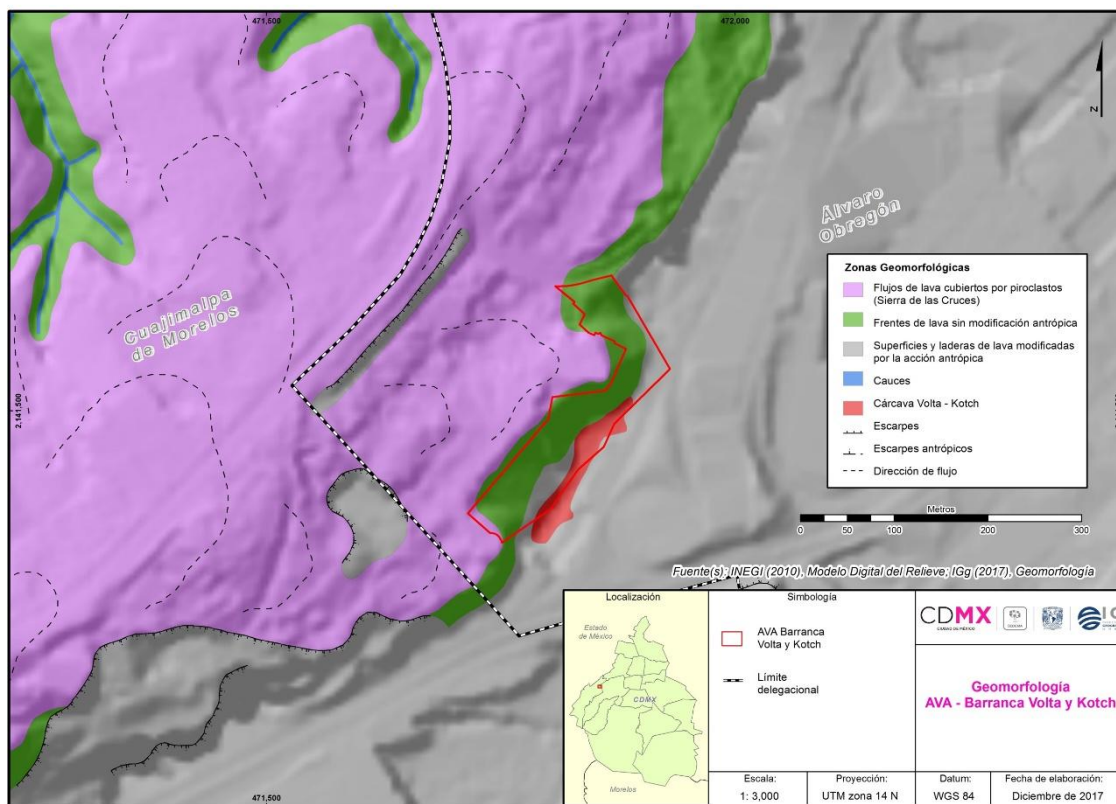 471,500
472,000
N
Álvaro
Obregón
Cuajimalpa
de Morelos
2,141,500
Zonas Geomorfológicas
Flujos de lava cubiertos por piroclastos
(Sierra de las Cruces)
Frentes de lava sin modificación antrópica
Superficies y laderas de lava modificadas
por la acción antrópica
Cauces
Cárcava Volta - Kotch
Escarpes
Escarpes antrópicos
Dirección de flujo
Metros
0 50 100 200 300
Fuente(s): INEGI (2010), Modelo Digital del Relieve; IGg (2017), Geomorfología
Localización
Estado
de México
CDMX
Morelos
Simbología
AVA Barranca
Volta y Kotch
Límite
delegacional
CDMX
CIUDAD DE MÉXICO
Geomorfología
AVA - Barranca Volta y Kotch
Escala:
1: 3,000
Proyección:
UTM zona 14 N
Datum:
WGS 84
Fecha de elaboración:
Diciembre de 2017
471,500